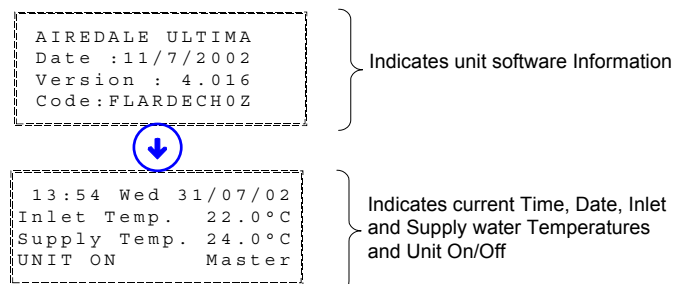 AIREDALE ULTIMA
Date :11/7/2002
Version : 4.016
Code:FLARDECH0Z
Indicates unit software Information
13:54 Wed 31/07/02
Inlet Temp. 22.0°C
Supply Temp. 24.0°C
UNIT ON Master
Indicates current Time, Date, Inlet
and Supply water Temperatures
and Unit On/Off